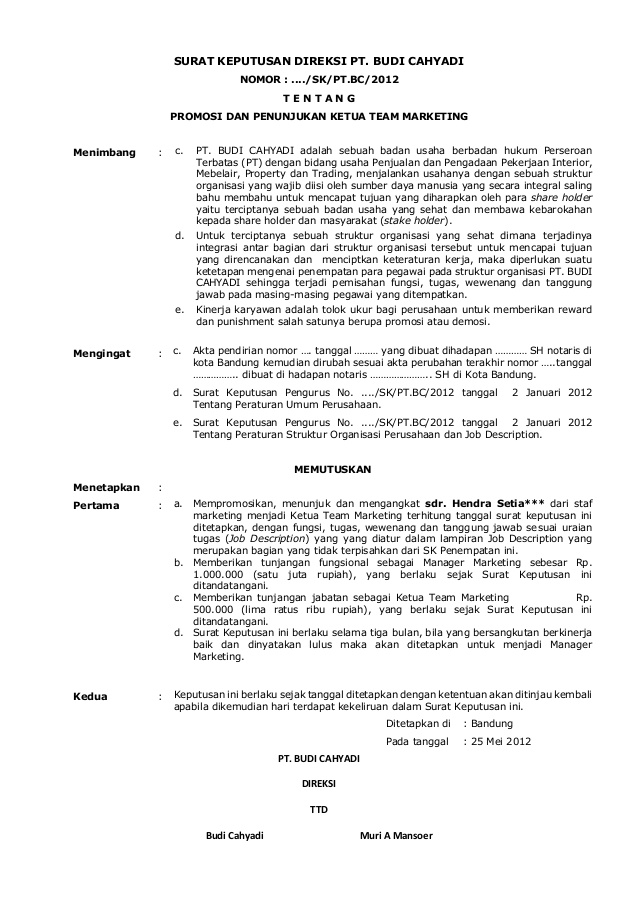 SURAT KEPUTUSAN DIREKSI PT. BUDI CAHYADI
NOMOR : ..../SK/PT.BC/2012
T E N T A N G
PROMOSI DAN PENUNJUKAN KETUA TEAM MARKETING
Menimbang : c. PT. BUDI CAHYADI adalah sebuah badan usaha berbadan hukum Perseroan
Terbatas (PT) dengan bidang usaha Penjualan dan Pengadaan Pekerjaan Interior,
Mebelair, Property dan Trading, menjalankan usahanya dengan sebuah struktur
organisasi yang wajib diisi oleh sumber daya manusia yang secara integral saling
bahu membahu untuk mencapat tujuan yang diharapkan oleh para share holder
yaitu terciptanya sebuah badan usaha yang sehat dan membawa kebarokahan
kepada share holder dan masyarakat (stake holder).
d. Untuk terciptanya sebuah struktur organisasi yang sehat dimana terjadinya
integrasi antar bagian dari struktur organisasi tersebut untuk mencapai tujuan
yang direncanakan dan menciptkan keteraturan kerja, maka diperlukan suatu
ketetapan mengenai penempatan para pegawai pada struktur organisasi PT. BUDI
CAHYADI sehingga terjadi pemisahan fungsi, tugas, wewenang dan tanggung
jawab pada masing-masing pegawai yang ditempatkan.
e. Kinerja karyawan adalah tolok ukur bagi perusahaan untuk memberikan reward
dan punishment salah satunya berupa promosi atau demosi.
Mengingat : c. Akta pendirian nomor .... tanggal ......... yang dibuat dihadapan ............ SH notaris di
kota Bandung kemudian dirubah sesuai akta perubahan terakhir nomor .....tanggal
................. dibuat di hadapan notaris ....................... SH di Kota Bandung.
d. Surat Keputusan Pengurus No. ..../SK/PT.BC/2012 tanggal 2 Januari 2012
Tentang Peraturan Umum Perusahaan.
e. Surat Keputusan Pengurus No. ..../SK/PT.BC/2012 tanggal 2 Januari 2012
Tentang Peraturan Struktur Organisasi Perusahaan dan Job Description.
MEMUTUSKAN
Menetapkan :
Pertama : a. Mempromosikan, menunjuk dan mengangkat sdr. Hendra Setia*** dari staf
marketing menjadi Ketua Team Marketing terhitung tanggal surat keputusan ini
ditetapkan, dengan fungsi, tugas, wewenang dan tanggung jawab sesuai uraian
tugas (Job Description) yang yang diatur dalam lampiran Job Description yang
merupakan bagian yang tidak terpisahkan dari SK Penempatan ini.
b. Memberikan tunjangan fungsional sebagai Manager Marketing sebesar Rp.
1.000.000 (satu juta rupiah), yang berlaku sejak Surat Keputusan ini
ditandatangani.
c. Memberikan tunjangan jabatan sebagai Ketua Team Marketing Rp.
500.000 (lima ratus ribu rupiah), yang berlaku sejak Surat Keputusan ini
ditandatangani.
d. Surat Keputusan ini berlaku selama tiga bulan, bila yang bersangkutan berkinerja
baik dan dinyatakan lulus maka akan ditetapkan untuk menjadi Manager
Marketing.
Kedua : Keputusan ini berlaku sejak tanggal ditetapkan dengan ketentuan akan ditinjau kembali
apabila dikemudian hari terdapat kekeliruan dalam Surat Keputusan ini.
Ditetapkan di : Bandung
Pada tanggal : 25 Mei 2012
PT. BUDI CAHYADI
DIREKSI
TTD
Budi Cahyadi Muri A Mansoer